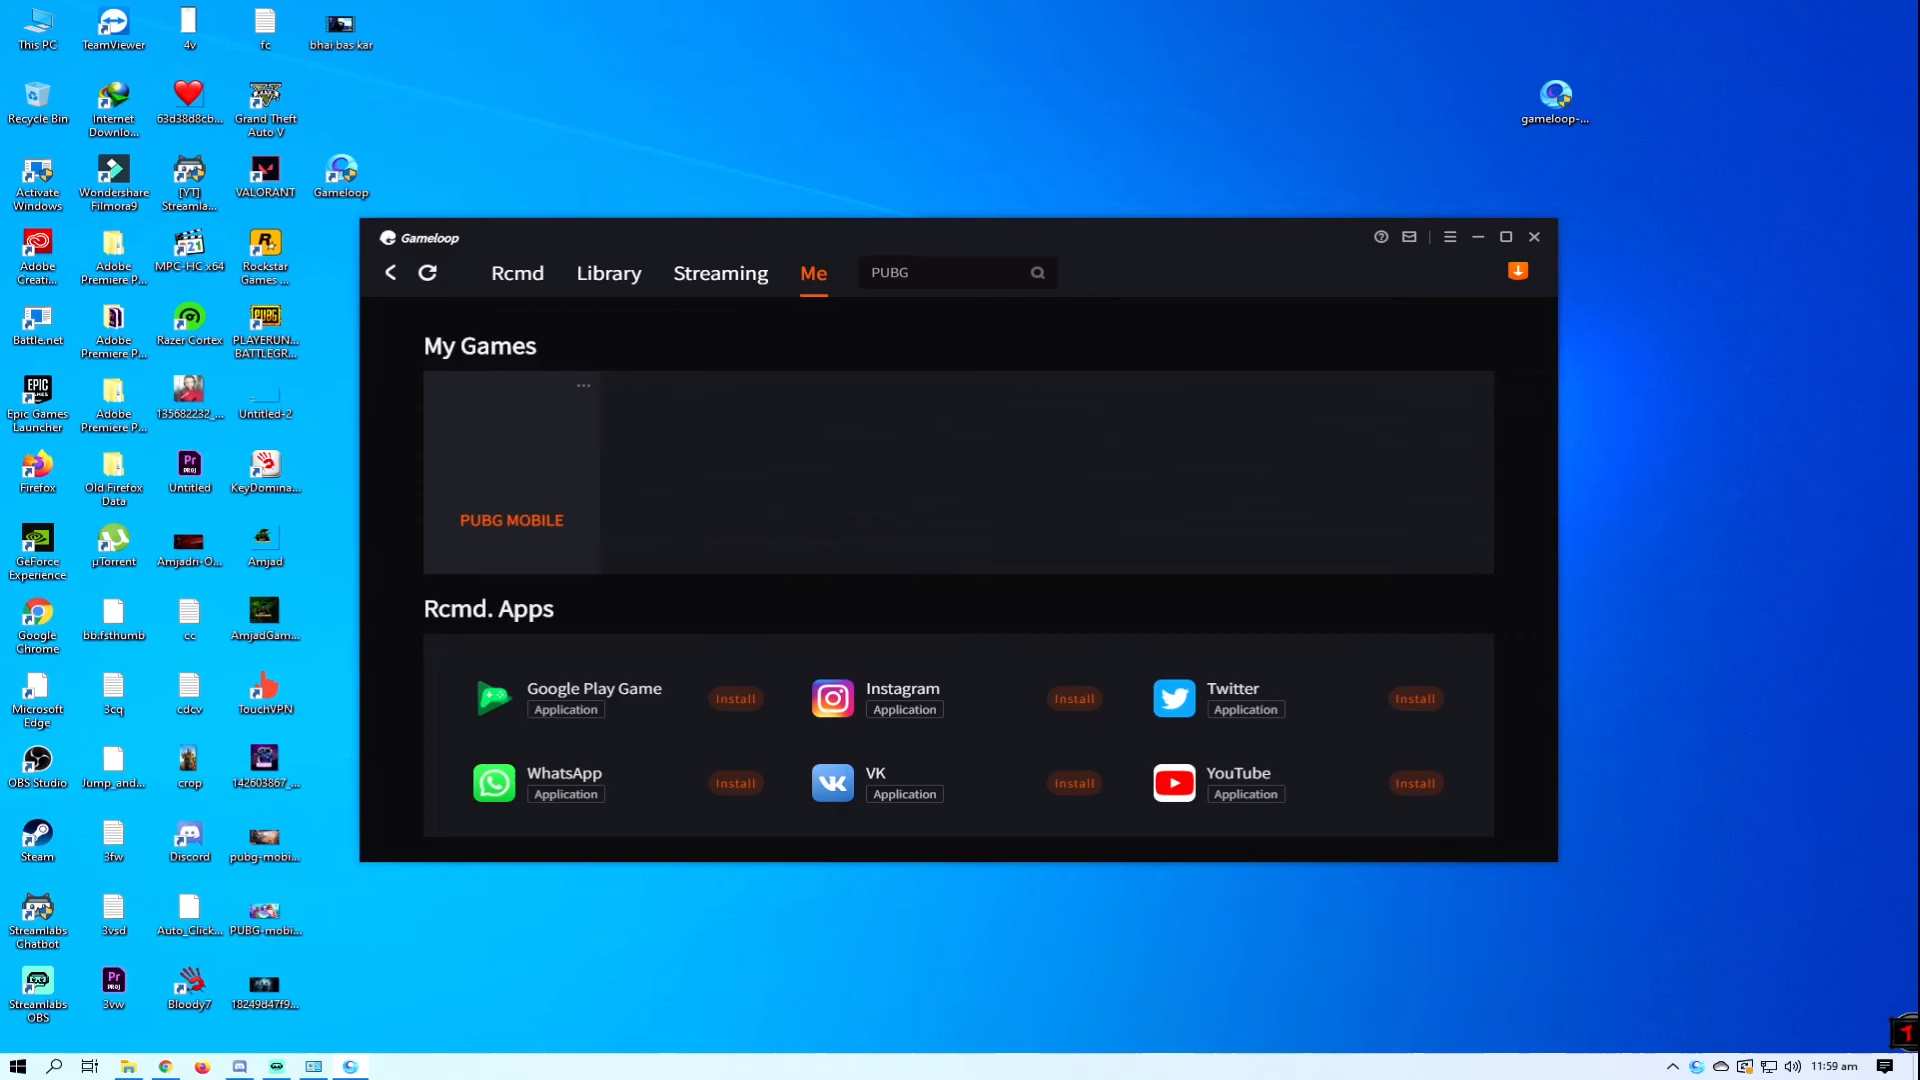 This PC
TeamViewer
4v
fc
bhai bas kar
Recycle Bin
Internet
Downlo...
63d38d8cb...
Grand Theft
Auto V
gameloop-...
Activate
Windows
Wondershare
Filmora9
[YT]
Streamla...
VALORANT
Gameloop
Adobe
Creati...
Adobe
Premiere P...
MPC-HC x64
Rockstar
Games ...
Battle.net
Adobe
Premiere P...
Razer Cortex
PLAYERUN...
BATTLEGR...
Epic Games
Launcher
Adobe
Premiere P...
135682232_...
Untitled-2
Firefox
Old Firefox
Data
Untitled
KeyDomina...
GeForce
Experience
µTorrent
Amjadri-O...
Amjad
Google
Chrome
bb.fsthumb
cc
AmjadGam...
Microsoft
Edge
3cq
cdcv
TouchVPN
OBS Studio
Jump_and...
crop
142603867_...
Steam
3fw
Discord
pubg-mobi...
Streamlabs
Chatbot
3vsd
Auto_Click...
PUBG-mobi...
Streamlabs
OBS
3vw
Bloody7
18249d47f9...
Gameloop
Rcmd
Library
Streaming
Me
PUBG
My Games
PUBG MOBILE
Rcmd. Apps
Google Play Game
Application
Install
Instagram
Application
Install
Twitter
Application
Install
WhatsApp
Application
Install
VK
Application
Install
YouTube
Application
Install
11:59 am